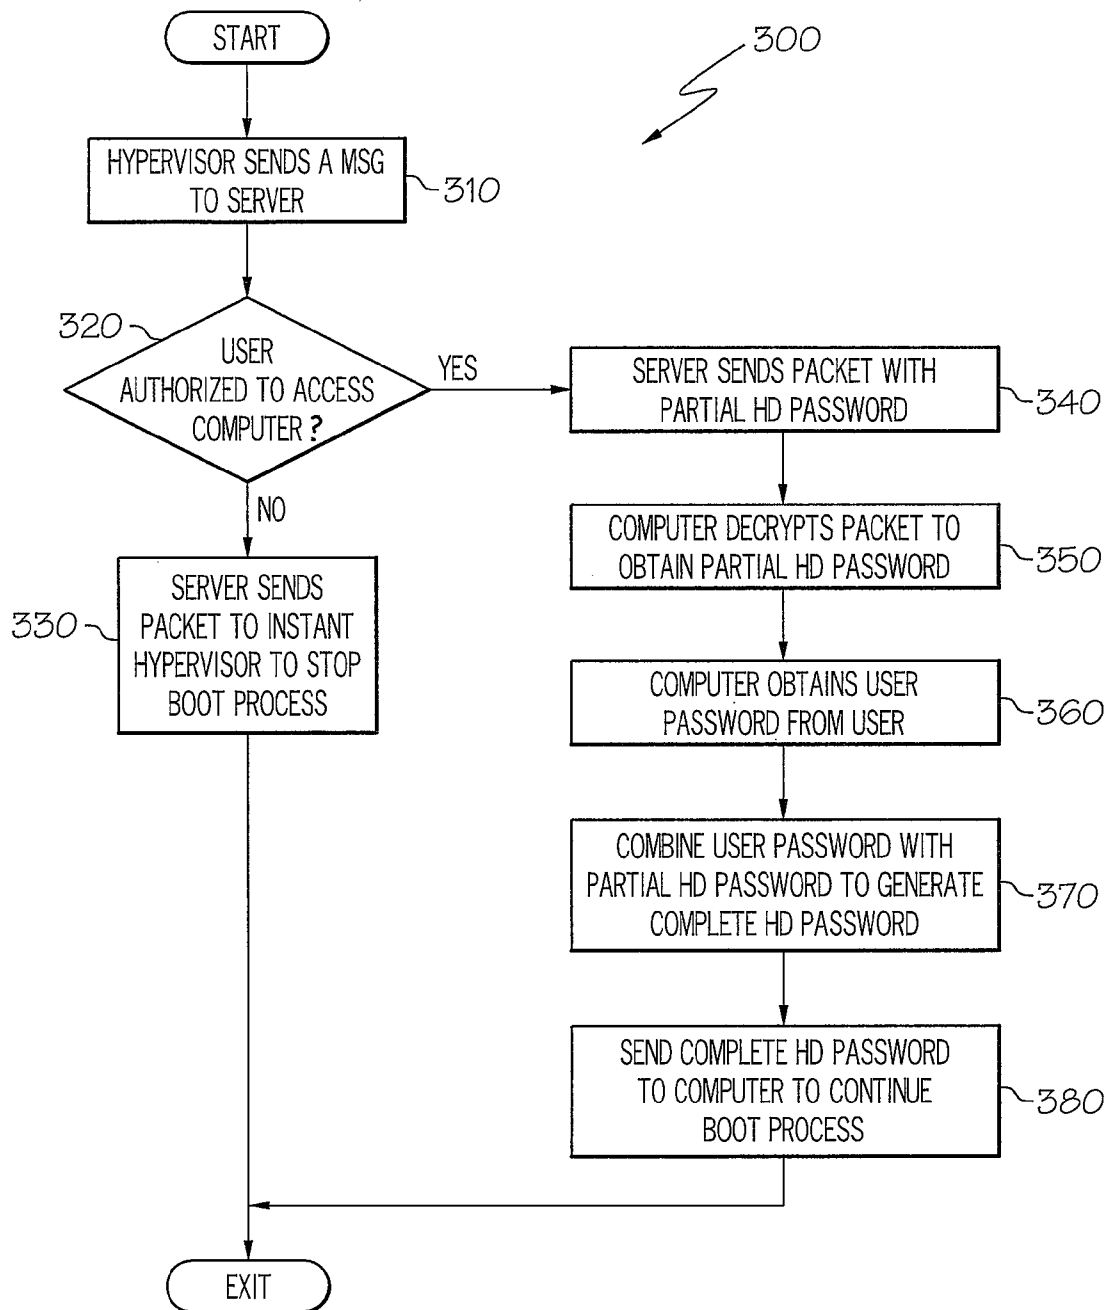 START
300
HYPERVISOR SENDS A MSG
TO SERVER
310
320
USER
AUTHORIZED TO ACCESS
COMPUTER?
YES
NO
SERVER SENDS
PACKET TO INSTANT
HYPERVISOR TO STOP
BOOT PROCESS
330
SERVER SENDS PACKET WITH
PARTIAL HD PASSWORD
340
COMPUTER DECRYPTS PACKET TO
OBTAIN PARTIAL HD PASSWORD
350
COMPUTER OBTAINS USER
PASSWORD FROM USER
360
COMBINE USER PASSWORD WITH
PARTIAL HD PASSWORD TO GENERATE
COMPLETE HD PASSWORD
370
SEND COMPLETE HD PASSWORD
TO COMPUTER TO CONTINUE
BOOT PROCESS
380
EXIT